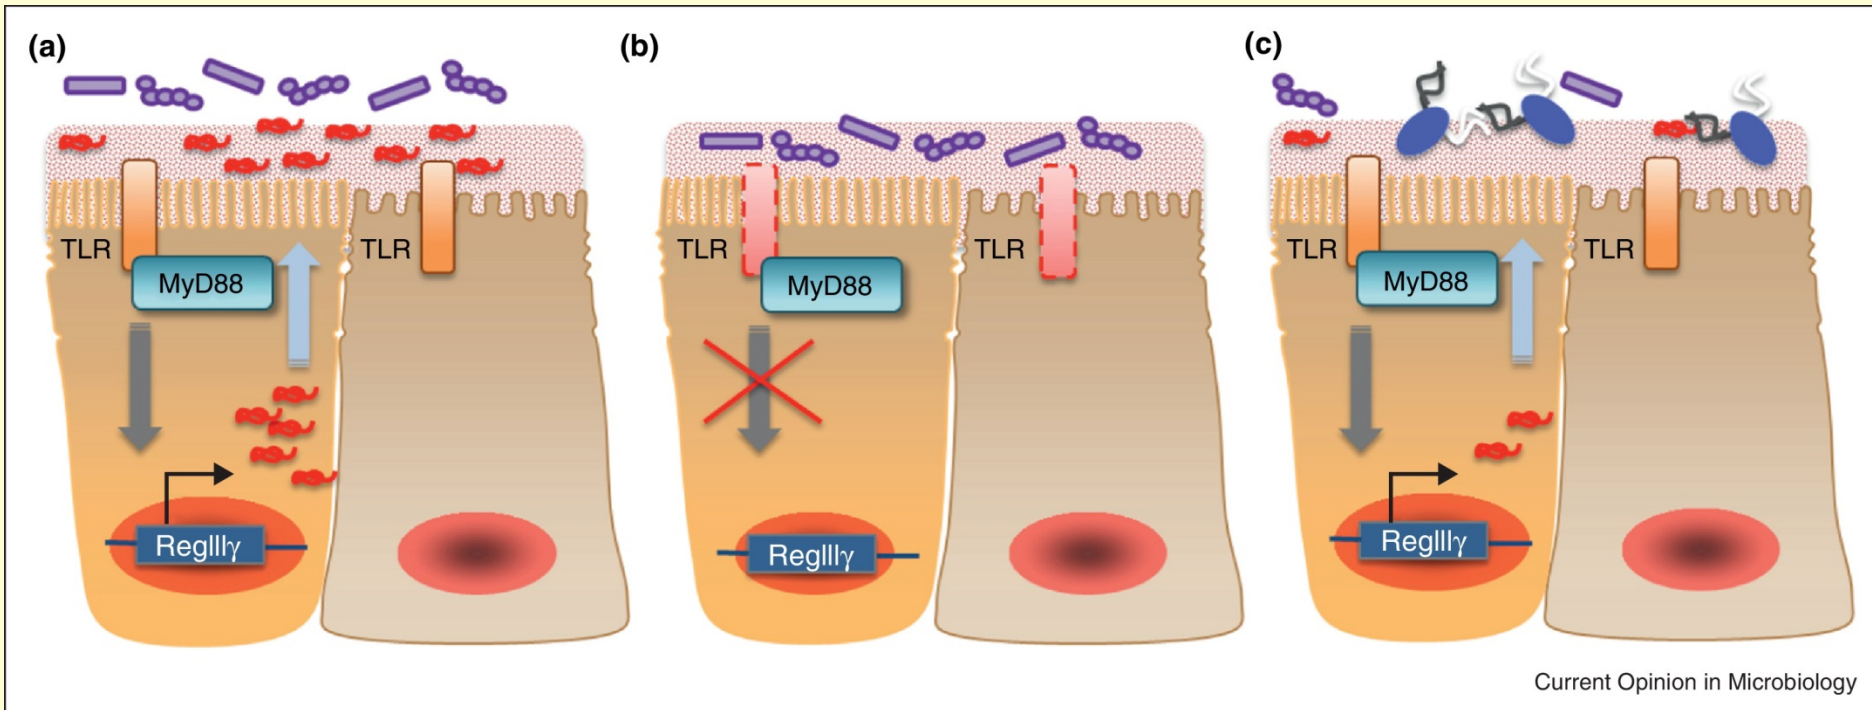 (a)
(b)
(c)
TLR
TLR
TLR
TLR
TLR
TLR
MyD88
MyD88
MyD88
RegIIIγ
RegIIIγ
RegIIIγ
Current Opinion in Microbiology